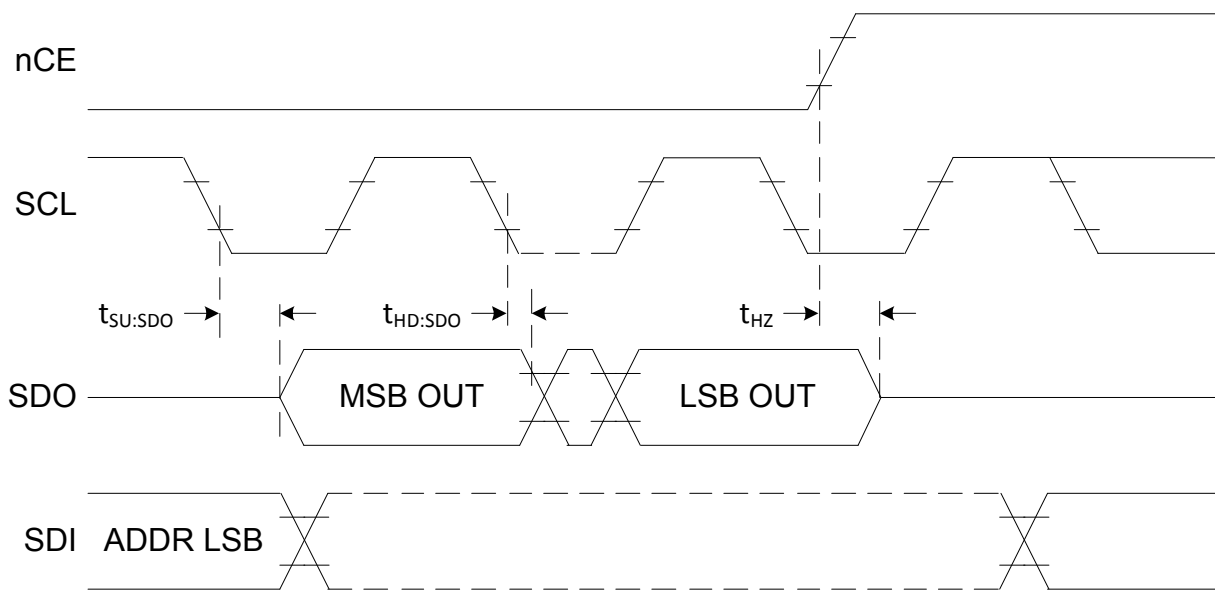 nCE
SCL
tSU:SDO
tHD:SDO
tHZ
SDO
MSB OUT
LSB OUT
SDI
ADDR LSB